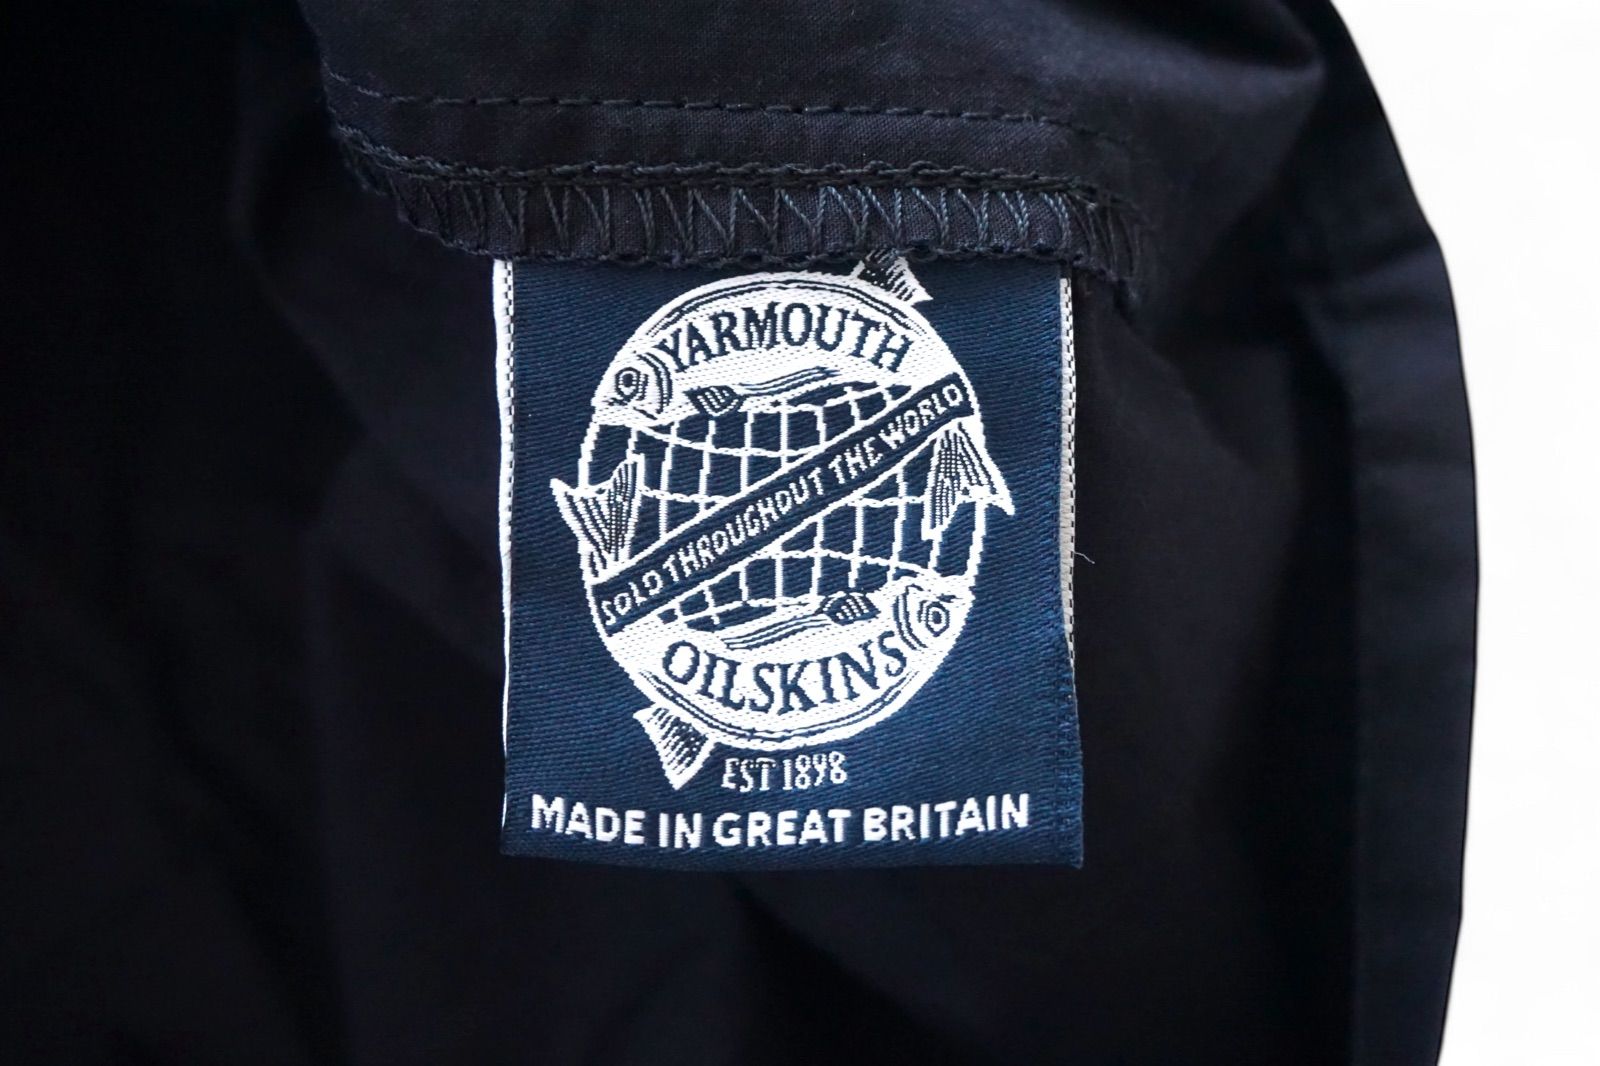 YARMOUTH
SOLD THROUGHOUT THE WORLD
OILSKINS
EST 1898
MADE IN GREAT BRITAIN